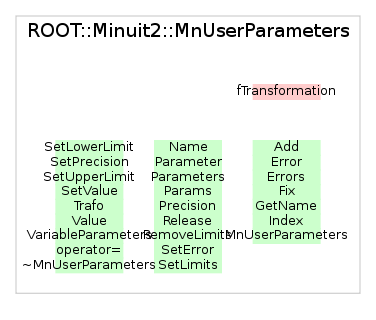 ROOT::Minuit2::MnUserParameters
fTransformation
SetLowerLimit
SetPrecision
SetUpperLimit
SetValue
Trafo
Value
VariableParameters
operator=
~MnUserParameters
Name
Parameter
Parameters
Params
Precision
Release
RemoveLimits
SetError
SetLimits
Add
Error
Errors
Fix
GetName
Index
MnUserParameters